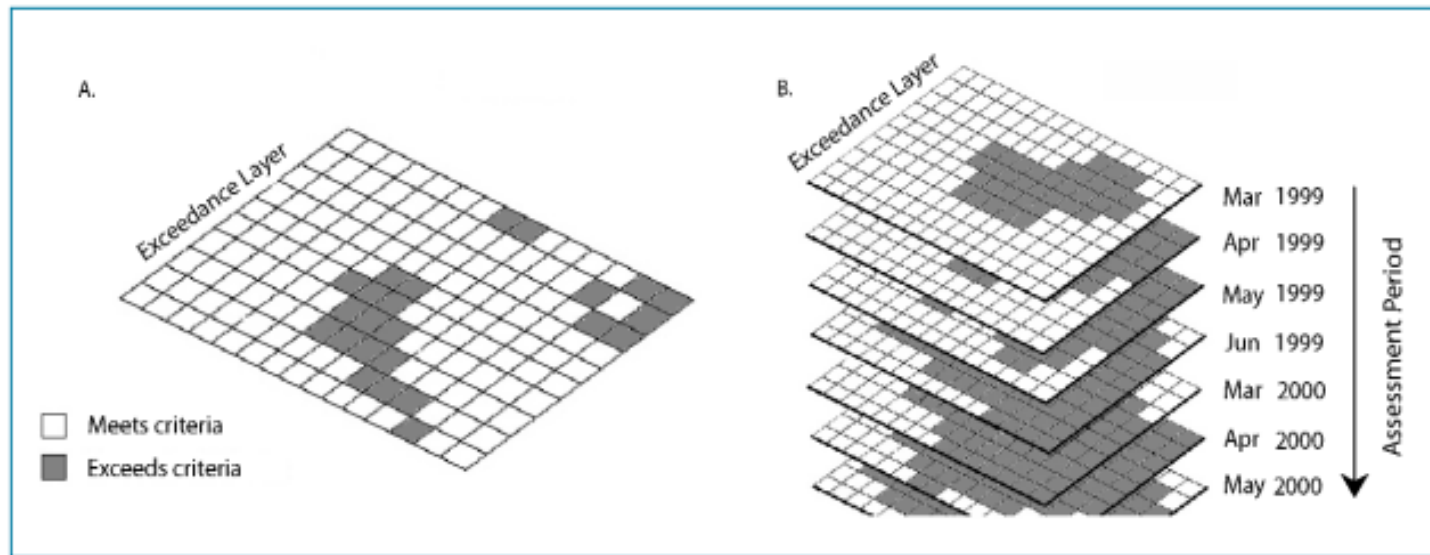 A.
Exceedance Layer
Meets criteria
Exceeds criteria
B.
Exceedance Layer
Mar 1999
Apr 1999
May 1999
Jun 1999
Mar 2000
Apr 2000
May 2000
Assessment Period